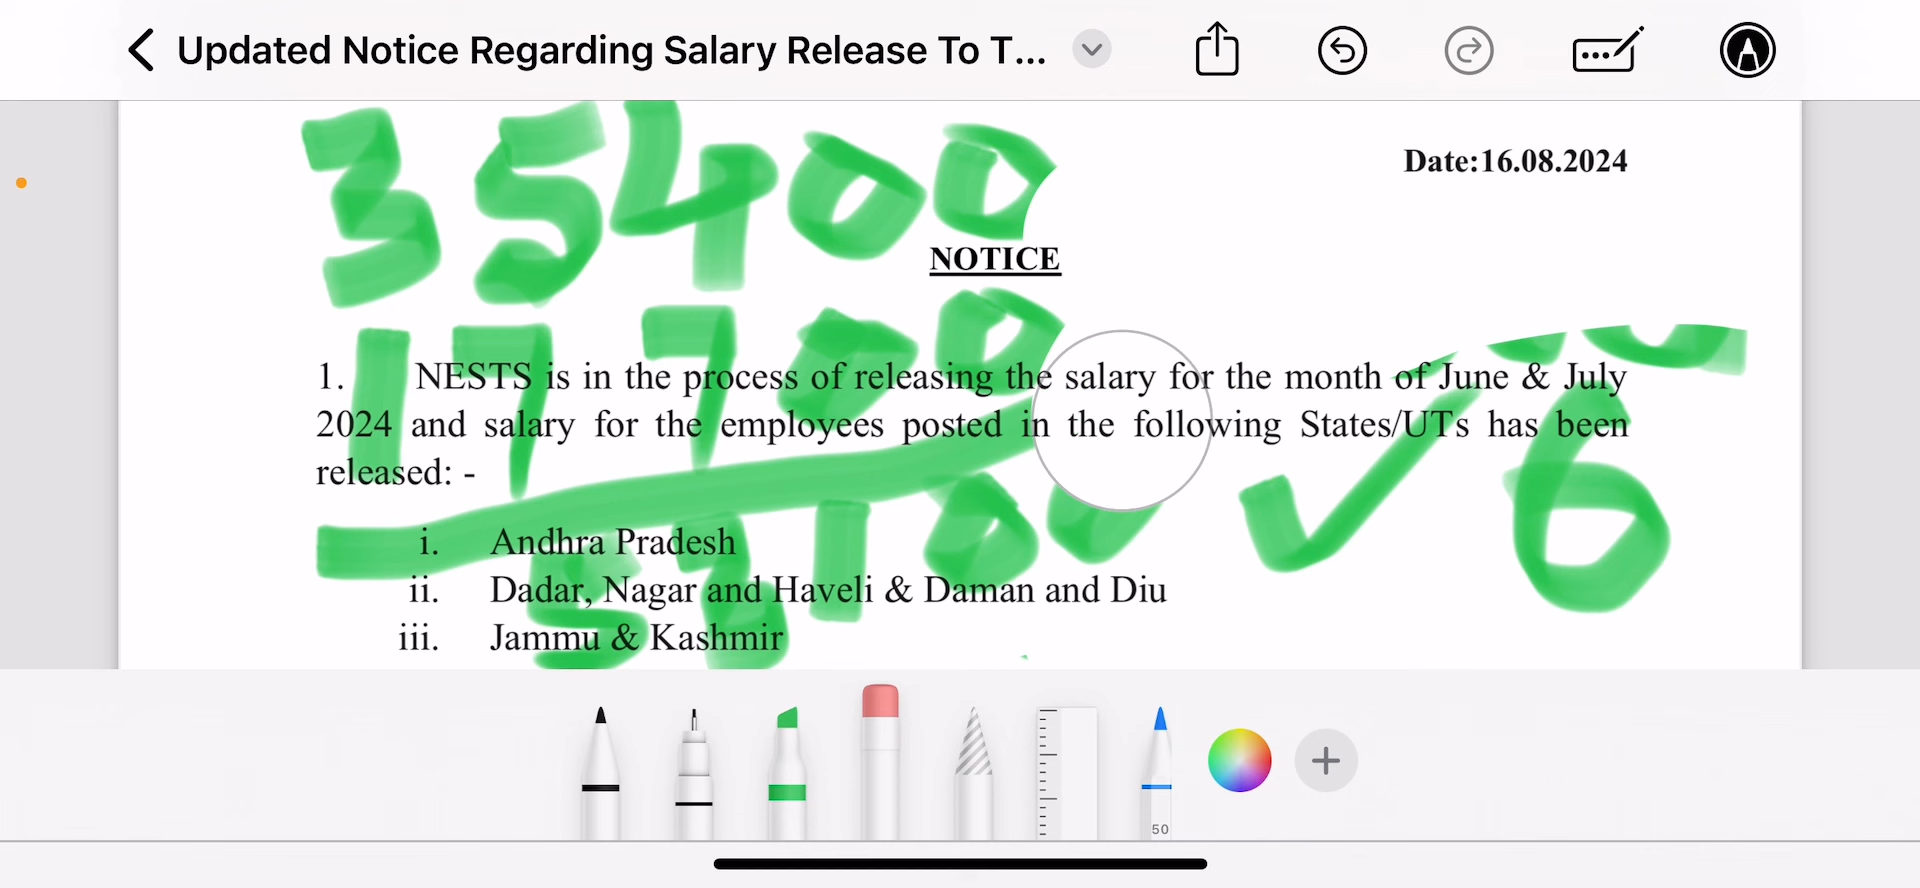 Updated Notice Regarding Salary Release To T...
35400
Date:16.08.2024
NOTICE
17700
1. NESTS is in the process of releasing the salary for the month of June & July
2024 and salary for the employees posted in the following States/UTs has been
released: -
6
i. Andhra Pradesh
ii. Dadar, Nagar and Haveli & Daman and Diu
iii. Jammu & Kashmir
50